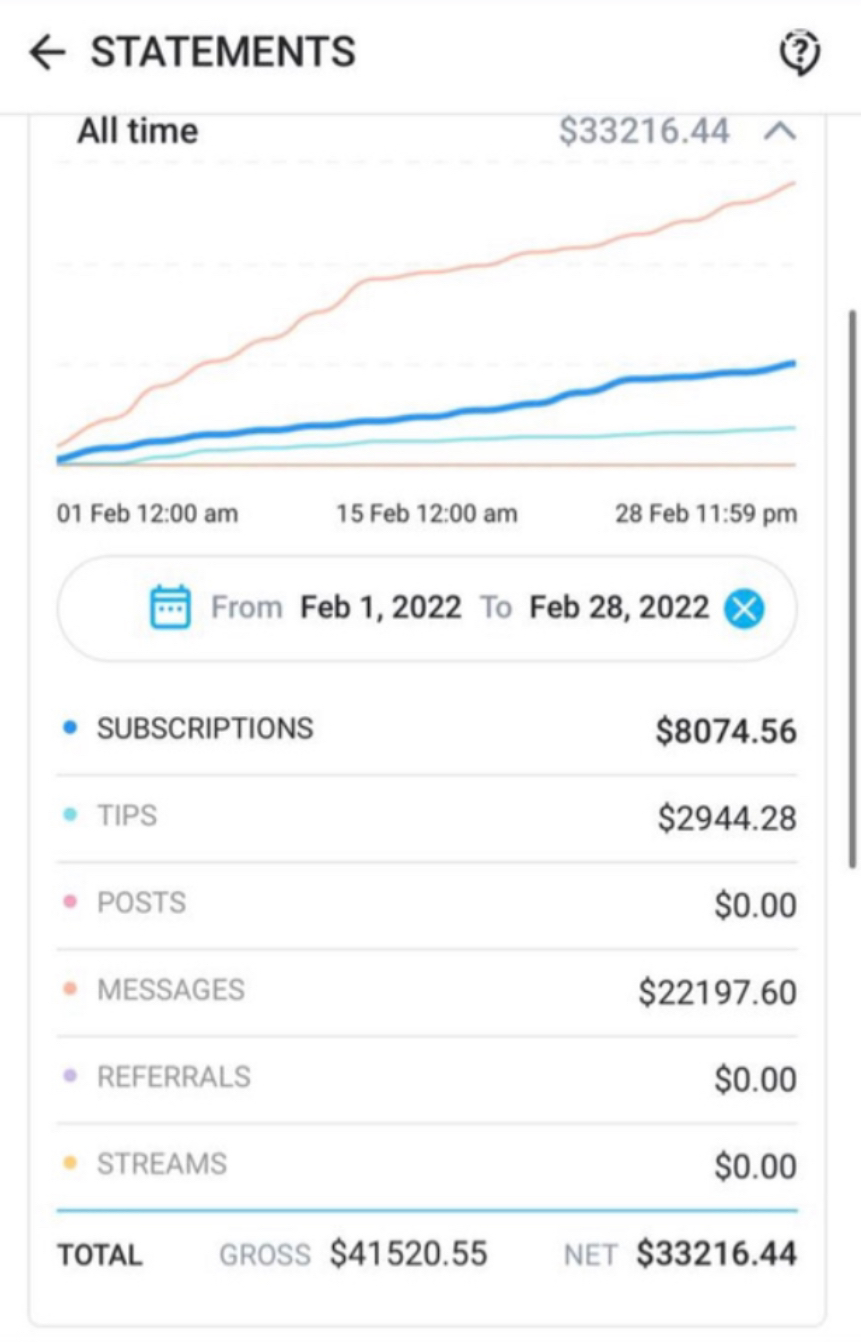 STATEMENTS
All time $33216.44
01 Feb 12:00 am 15 Feb 12:00 am 28 Feb 11:59 pm
From Feb 1, 2022 To Feb 28, 2022
SUBSCRIPTIONS $8074.56
TIPS $2944.28
POSTS $0.00
MESSAGES $22197.60
REFERRALS $0.00
STREAMS $0.00
TOTAL GROSS $41520.55 NET $33216.44